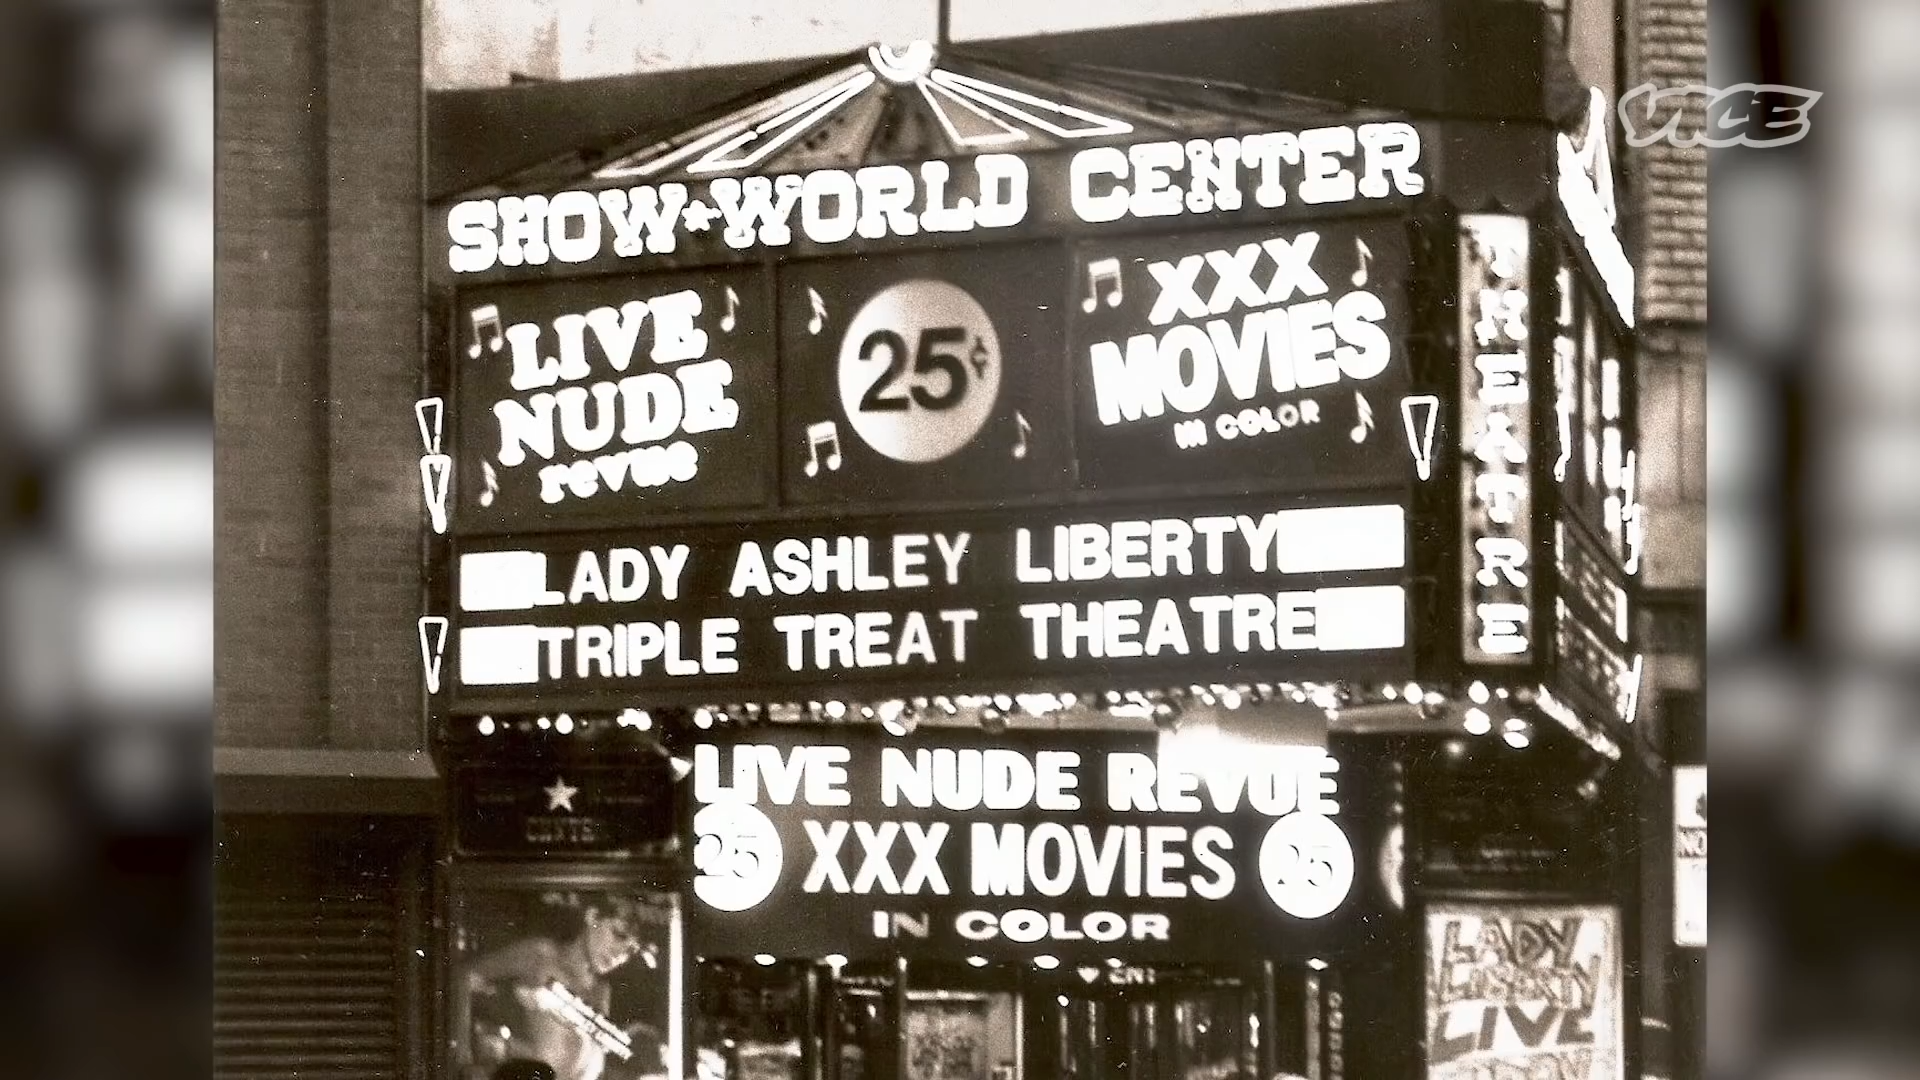 VICE
SHOW★WORLD CENTER
LIVE
NUDE
revue
25¢
XXX
MOVIES
IN COLOR
THEATRE
LADY ASHLEY LIBERTY
TRIPLE TREAT THEATRE
LIVE NUDE REVUE
25 XXX MOVIES 25
IN COLOR
NO
LADY
LIBERTY
LIVE